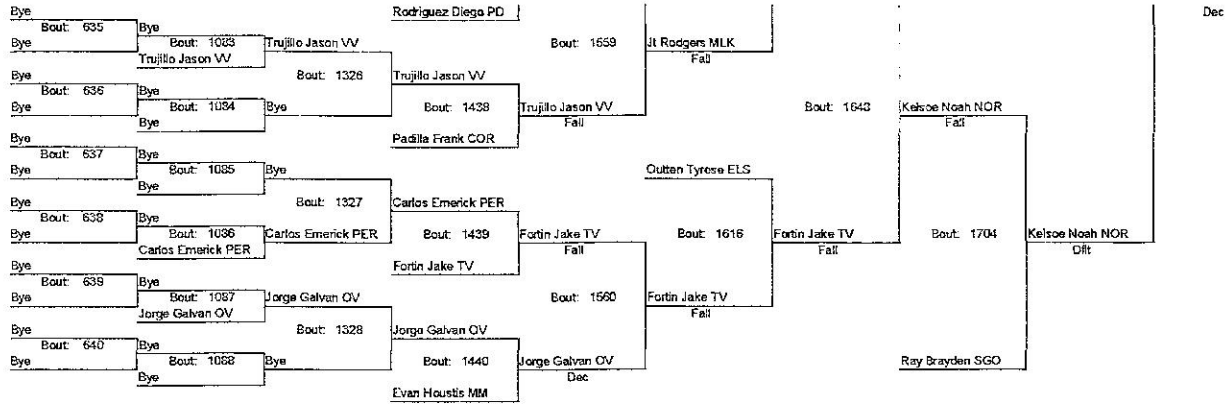 Bye
Rodriguez Diego PD
Dec
Bout: 635
Bye
Bye
Bout: 1083
Trujillo Jason VV
Bout: 1559
Jt Rodgers MLK
Trujillo Jason VV
Fall
Bout: 1326
Trujillo Jason VV
Bye
Bout: 636
Bye
Bye
Bout: 1084
Bye
Bout: 1438
Trujillo Jason VV
Bout: 1643
Kelsoe Noah NOR
Bye
Fall
Fall
Bye
Padilla Frank COR
Bout: 637
Bye
Bye
Bout: 1085
Bye
Outten Tyrese ELS
Bye
Bout: 1327
Carlos Emerick PER
Bye
Bout: 638
Bye
Bye
Bout: 1036
Carlos Emerick PER
Bout: 1439
Fortin Jake TV
Bout: 1616
Fortin Jake TV
Bout: 1704
Kelsoe Noah NOR
Carlos Emerick PER
Fall
Fall
Dflt
Bye
Fortin Jake TV
Bout: 639
Bye
Bye
Bout: 1087
Jorge Galvan OV
Bout: 1560
Fortin Jake TV
Jorge Galvan OV
Fall
Bout: 1328
Jorge Galvan OV
Bye
Bout: 640
Bye
Bye
Bout: 1088
Bye
Bout: 1440
Jorge Galvan OV
Ray Brayden SGO
Bye
Dec
Evan Houstis MM